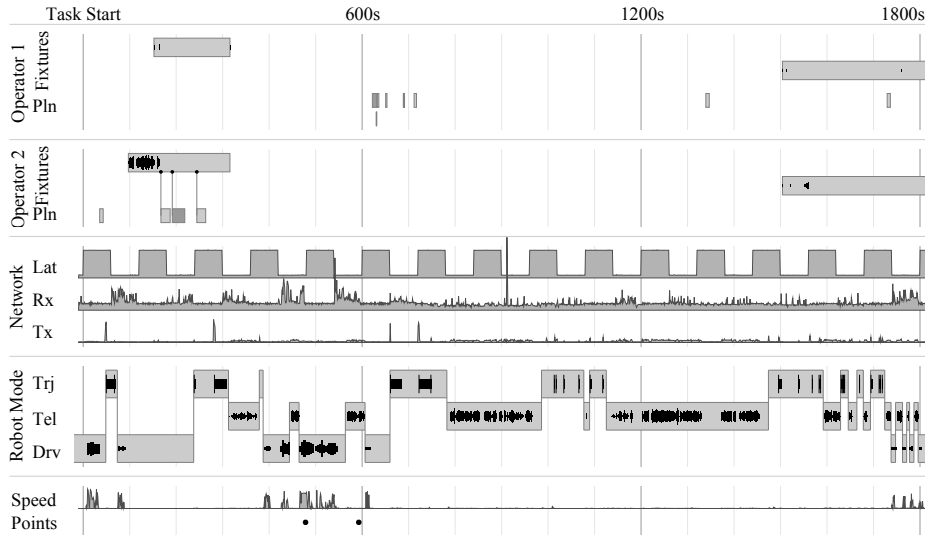 Task Start 600s 1200s 1800s
Operator 1
Fixtures
Pln
Operator 2
Fixtures
Pln
Network
Lat
Rx
Tx
Robot Mode
Trj
Tel
Drv
Speed
Points